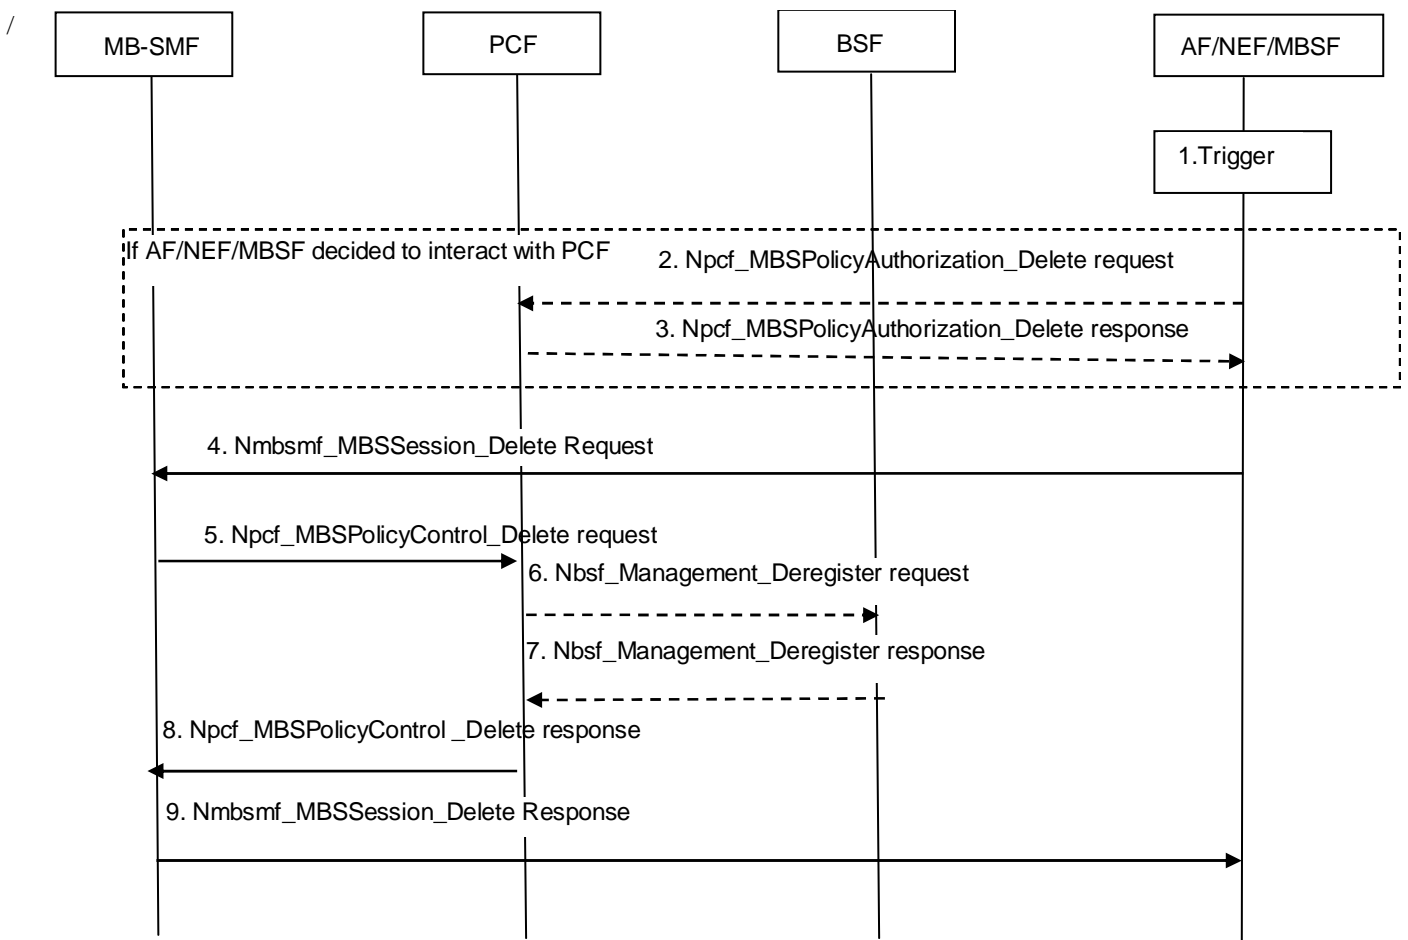 /
MB-SMF
PCF
BSF
AF/NEF/MBSF
1.Trigger
If AF/NEF/MBSF decided to interact with PCF
2. Npcf_MBSPolicyAuthorization_Delete request
3. Npcf_MBSPolicyAuthorization_Delete response
4. Nmbsmf_MBSSession_Delete Request
5. Npcf_MBSPolicyControl_Delete request
6. Nbsf_Management_Deregister request
7. Nbsf_Management_Deregister response
8. Npcf_MBSPolicyControl _Delete response
9. Nmbsmf_MBSSession_Delete Response